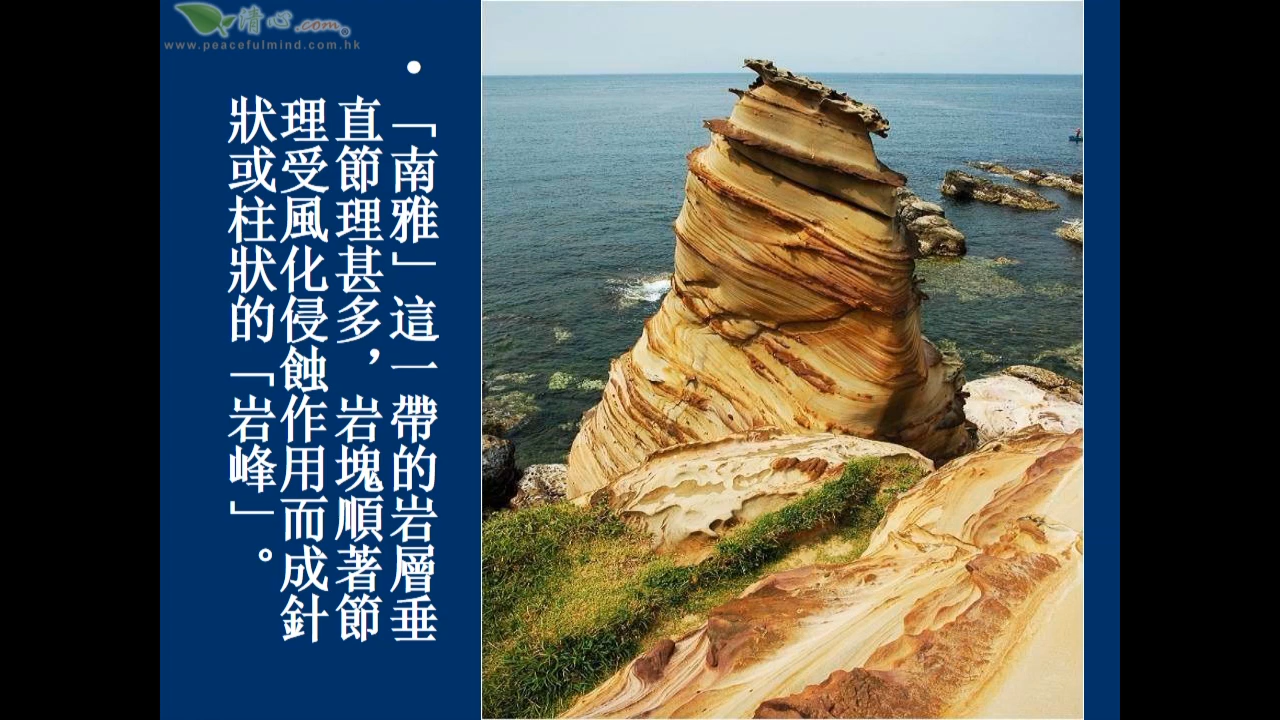 清心.com
www.peacefulmind.com.hk
•「南雅」這一帶的岩層垂
直節理甚多，岩塊順著節
理受風化侵蝕作用而成針
狀或柱狀的「岩峰」。